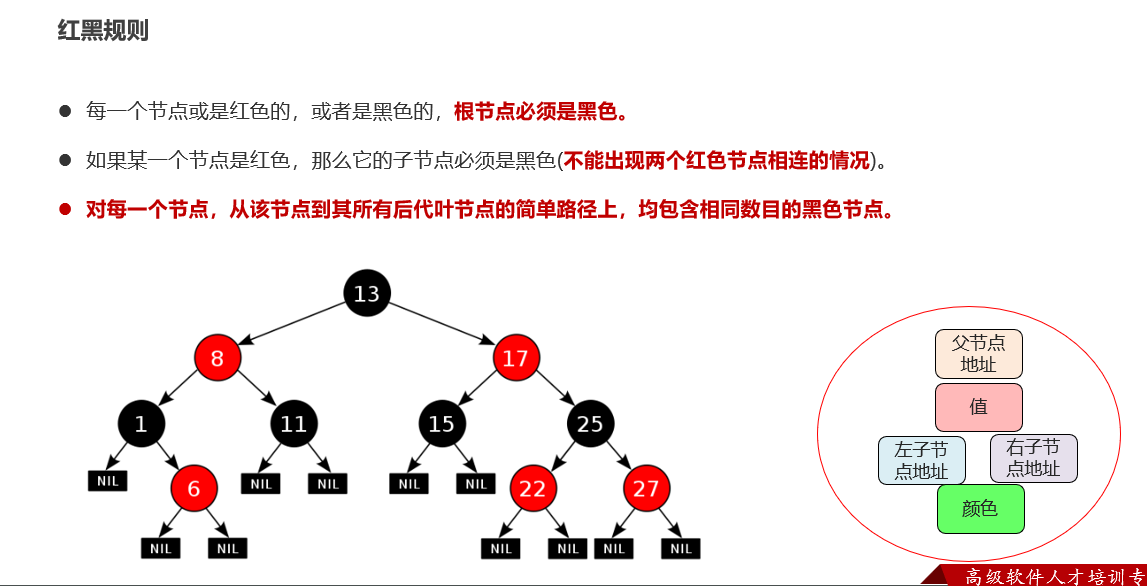 红黑规则
每一个节点或是红色的，或者是黑色的，根节点必须是黑色。
如果某一个节点是红色，那么它的子节点必须是黑色(不能出现两个红色节点相连的情况)。
对每一个节点，从该节点到其所有后代叶节点的简单路径上，均包含相同数目的黑色节点。
13
8
17
1
11
15
25
NIL
6
NIL
NIL
NIL
NIL
22
27
NIL
NIL
NIL
NIL
NIL
NIL
父节点
地址
值
左子节
点地址
右子节
点地址
颜色
高级软件人才培训专